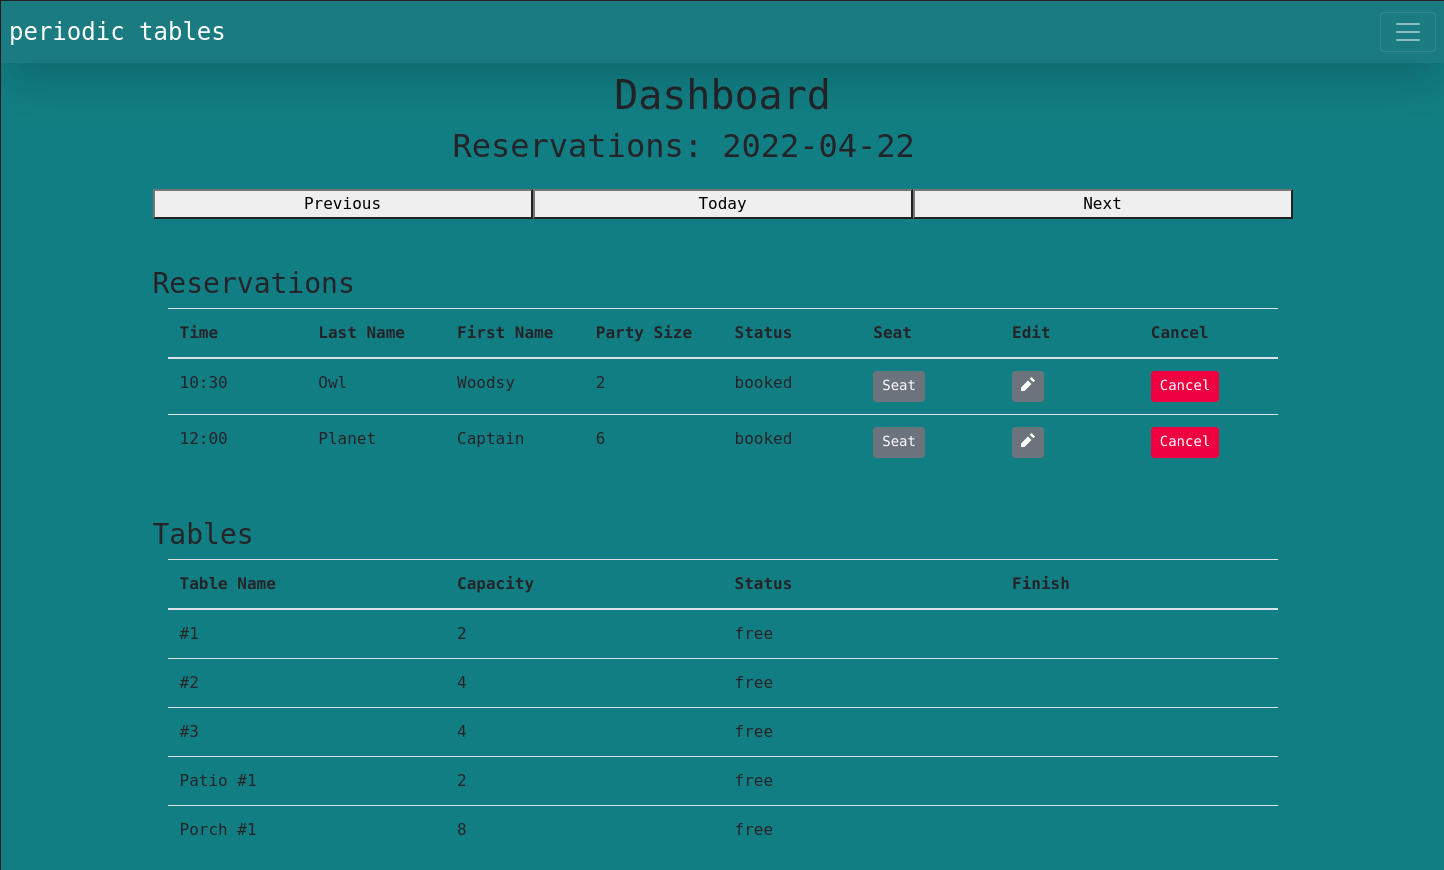 periodic tables
Dashboard
Reservations: 2022-04-22
Previous Today Next
Reservations
Time Last Name First Name Party Size Status Seat Edit Cancel
10:30 Owl Woodsy 2 booked Seat Cancel
12:00 Planet Captain 6 booked Seat Cancel
Tables
Table Name Capacity Status Finish
#1 2 free
#2 4 free
#3 4 free
Patio #1 2 free
Porch #1 8 free